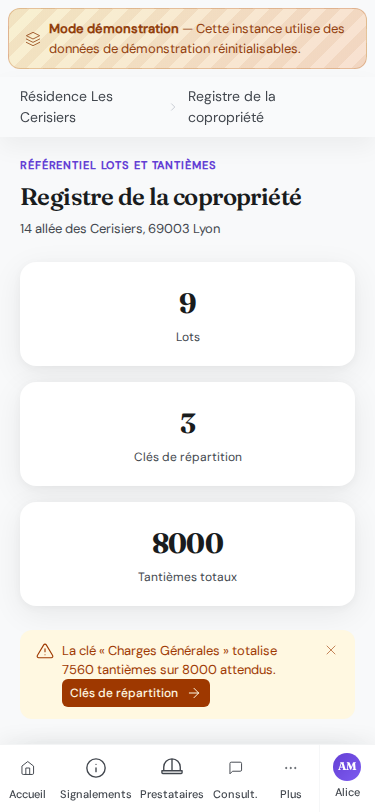 Mode démonstration — Cette instance utilise des
données de démonstration réinitialisables.
Résidence Les
Cerisiers
Registre de la
copropriété
RÉFÉRENTIEL LOTS ET TANTIÈMES
Registre de la copropriété
14 allée des Cerisiers, 69003 Lyon
9
Lots
3
Clés de répartition
8000
Tantièmes totaux
La clé « Charges Générales » totalise
7560 tantièmes sur 8000 attendus.
Clés de répartition
Accueil
Signalements
Prestataires
Consult.
Plus
AM
Alice